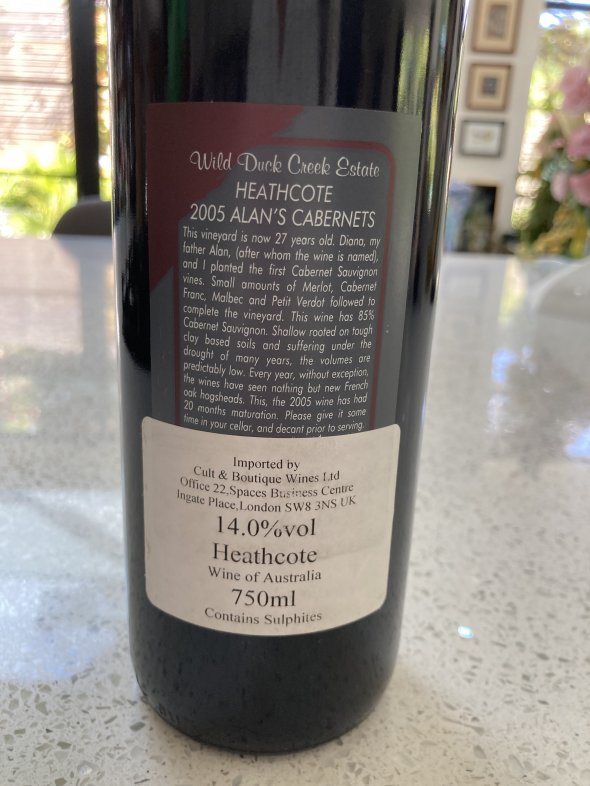 Wild Duck Creek Estate
HEATHCOTE
2005 ALAN'S CABERNETS
This vineyard is now 27 years old. Diana, my
father Alan, (after whom the wine is named),
and I planted the first Cabernet Sauvignon
vines. Small amounts of Merlot, Cabernet
Franc, Malbec and Petit Verdot followed to
complete the vineyard. This wine has 85%
Cabernet Sauvignon. Shallow rooted on tough
clay based soils and suffering under the
drought of many years, the volumes are
predictably low. Every year, without exception,
the wines have seen nothing but new French
oak hogsheads. This, the 2005 wine has had
20 months maturation. Please give it some
time in your cellar, and decant prior to serving.
Imported by
Cult & Boutique Wines Ltd
Office 22,Spaces Business Centre
Ingate Place,London SW8 3NS UK
14.0%vol
Heathcote
Wine of Australia
750ml
Contains Sulphites